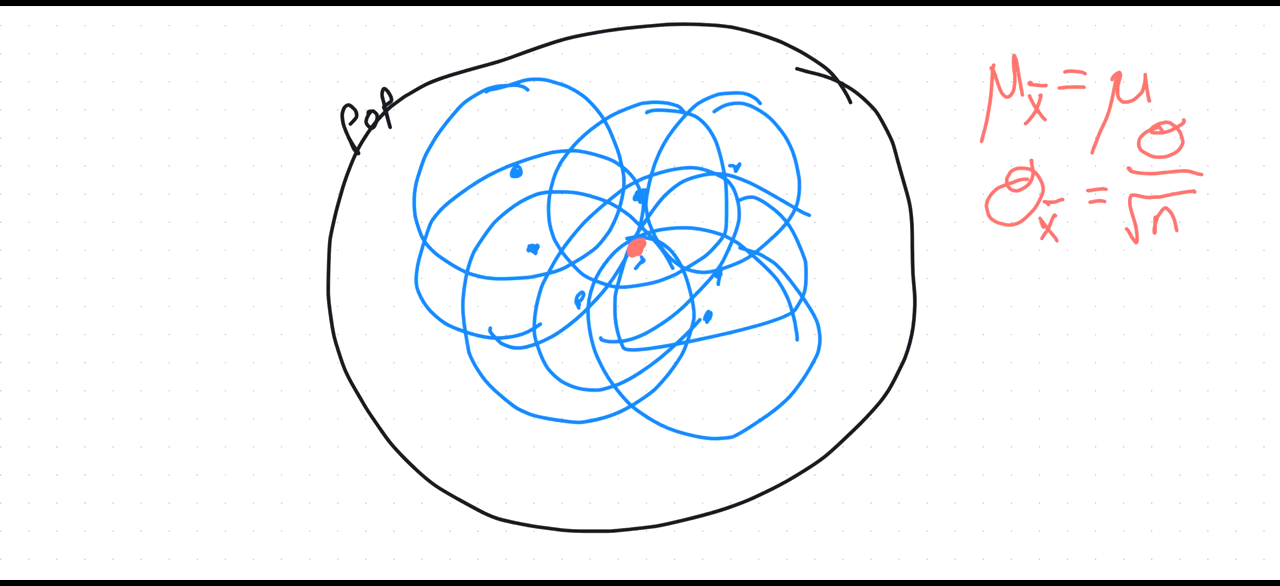 Pop
μx̄ = μ
σx̄ = σ/√n